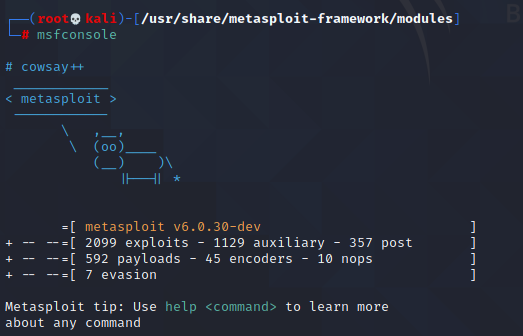 ┌──(root💀kali)-[/usr/share/metasploit-framework/modules]
└─# msfconsole
# cowsay++
 ____________
< metasploit >
 ------------
       \   ,__,
        \  (oo)____
           (__)    )\
              ||--|| *
       =[ metasploit v6.0.30-dev                          ]
+ -- --=[ 2099 exploits - 1129 auxiliary - 357 post       ]
+ -- --=[ 592 payloads - 45 encoders - 10 nops            ]
+ -- --=[ 7 evasion                                       ]
Metasploit tip: Use help <command> to learn more
about any command